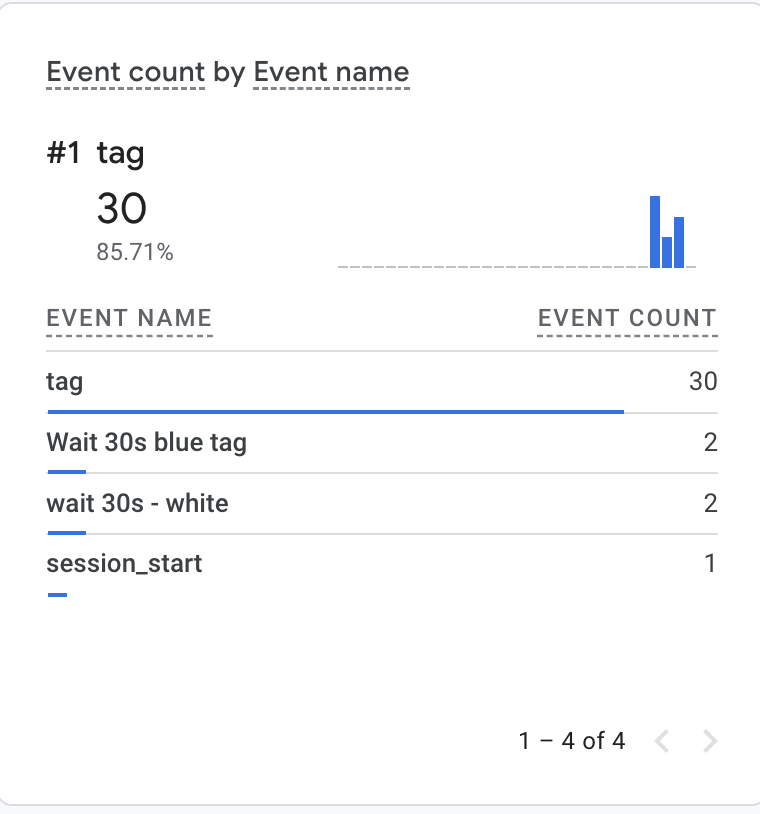 Event count by Event name
#1 tag
30
85.71%
EVENT NAME EVENT COUNT
tag 30
Wait 30s blue tag 2
wait 30s - white 2
session_start 1
1 – 4 of 4